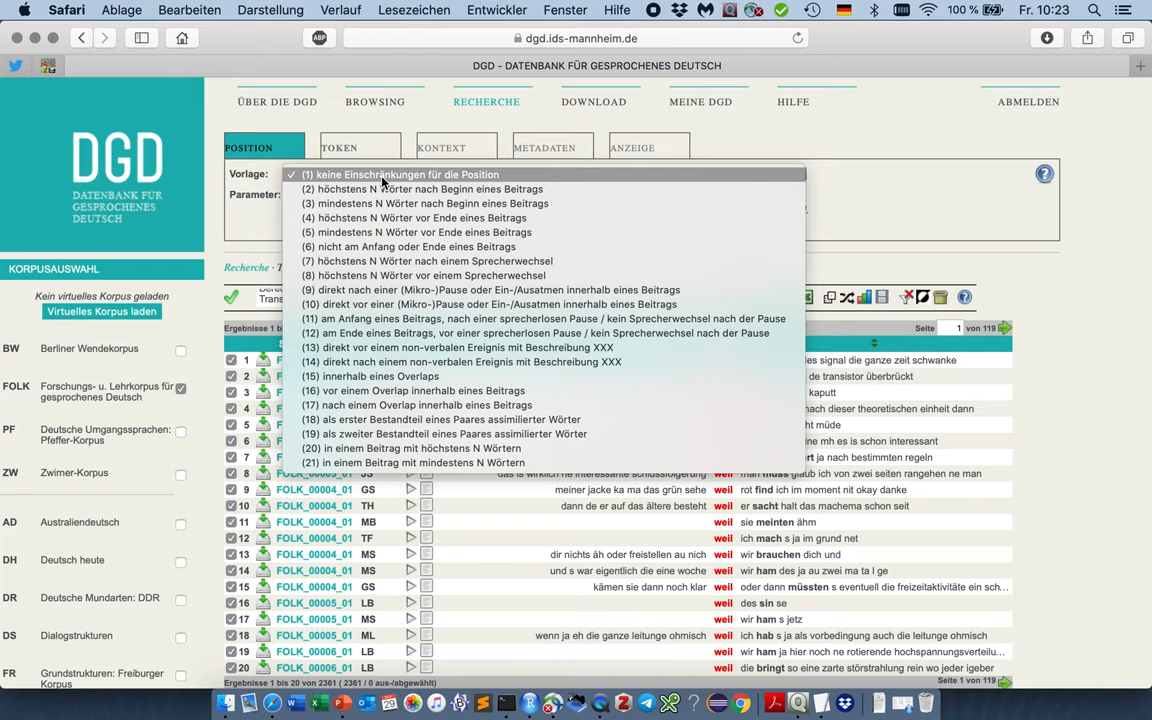 Safari Ablage Bearbeiten Darstellung Verlauf Lesezeichen Entwickler Fenster Hilfe 100 % Fr. 10:23
ABP dgd.ids-mannheim.de
DGD - DATENBANK FÜR GESPROCHENES DEUTSCH
ÜBER DIE DGD BROWSING RECHERCHE DOWNLOAD MEINE DGD HILFE ABMELDEN
DGD
DATENBANK FÜR
GESPROCHENES
DEUTSCH
POSITION TOKEN KONTEXT METADATEN ANZEIGE
Vorlage:
Parameter:
(1) keine Einschränkungen für die Position
(2) höchstens N Wörter nach Beginn eines Beitrags
(3) mindestens N Wörter nach Beginn eines Beitrags
(4) höchstens N Wörter vor Ende eines Beitrags
(5) mindestens N Wörter vor Ende eines Beitrags
(6) nicht am Anfang oder Ende eines Beitrags
(7) höchstens N Wörter nach einem Sprecherwechsel
(8) höchstens N Wörter vor einem Sprecherwechsel
(9) direkt nach einer (Mikro-)Pause oder Ein-/Ausatmen innerhalb eines Beitrags
(10) direkt vor einer (Mikro-)Pause oder Ein-/Ausatmen innerhalb eines Beitrags
(11) am Anfang eines Beitrags, nach einer sprecherlosen Pause / kein Sprecherwechsel nach der Pause
(12) am Ende eines Beitrags, vor einer sprecherlosen Pause / kein Sprecherwechsel nach der Pause
(13) direkt vor einem non-verbalen Ereignis mit Beschreibung XXX
(14) direkt nach einem non-verbalen Ereignis mit Beschreibung XXX
(15) innerhalb eines Overlaps
(16) vor einem Overlap innerhalb eines Beitrags
(17) nach einem Overlap innerhalb eines Beitrags
(18) als erster Bestandteil eines Paares assimilierter Wörter
(19) als zweiter Bestandteil eines Paares assimilierter Wörter
(20) in einem Beitrag mit höchstens N Wörtern
(21) in einem Beitrag mit mindestens N Wörtern
KORPUSAUSWAHL
Kein virtuelles Korpus geladen
Virtuelles Korpus laden
BW Berliner Wendekorpus
FOLK Forschungs- u. Lehrkorpus für
gesprochenes Deutsch
PF Deutsche Umgangssprachen:
Pfeffer-Korpus
ZW Zwirner-Korpus
AD Australiendeutsch
DH Deutsch heute
DR Deutsche Mundarten: DDR
DS Dialogstrukturen
FR Grundstrukturen: Freiburger
Korpus
Recherche
Ergebnisse 1 Seite 1 von 119
1 signal die ganze zeit schwanke
2 de transistor überbrückt
3 kaputt
4 nach dieser theoretischen einheit dann
5 müde
6 mh es is schon interessant
7 ja nach bestimmten regeln
8 FOLK_00003_03 JS das is wirklich ne interessante schlussfolgerung weil man muss glaub ich von zwei seiten rangehen ne man
9 FOLK_00004_01 GS meiner jacke ka ma das grün sehe weil rot find ich im moment nit okay danke
10 FOLK_00004_01 TH dann de er auf das ältere besteht weil er sacht halt das machema schon seit
11 FOLK_00004_01 MB weil sie meinten ähm
12 FOLK_00004_01 TF weil ich mach s ja im grund net
13 FOLK_00004_01 MS dir nichts äh oder freistellen au nich weil wir brauchen dich und
14 FOLK_00004_01 MS und s war eigentlich die eine woche weil wir ham des ja au zwei ma ta l ge
15 FOLK_00004_01 GS kämen sie dann noch klar weil oder dann müssten s eventuell die freizeitaktivitäte ein sch...
16 FOLK_00005_01 LB weil des sin se
17 FOLK_00005_01 MS weil wir ham s jetz
18 FOLK_00005_01 ML wenn ja eh die ganze leitunge ohmisch weil ich hab s ja als vorbedingung auch die leitunge ohmisch
19 FOLK_00006_01 LB weil wir ham ja hier noch ne rotierende hochspannungsverteilu...
20 FOLK_00006_01 LB weil die bringt so eine zarte störstrahlung rein wo jeder igeber
Ergebnisse 1 bis 20 von 2361 ( 2361 / 0 aus-/abgewählt) Seite 1 von 119